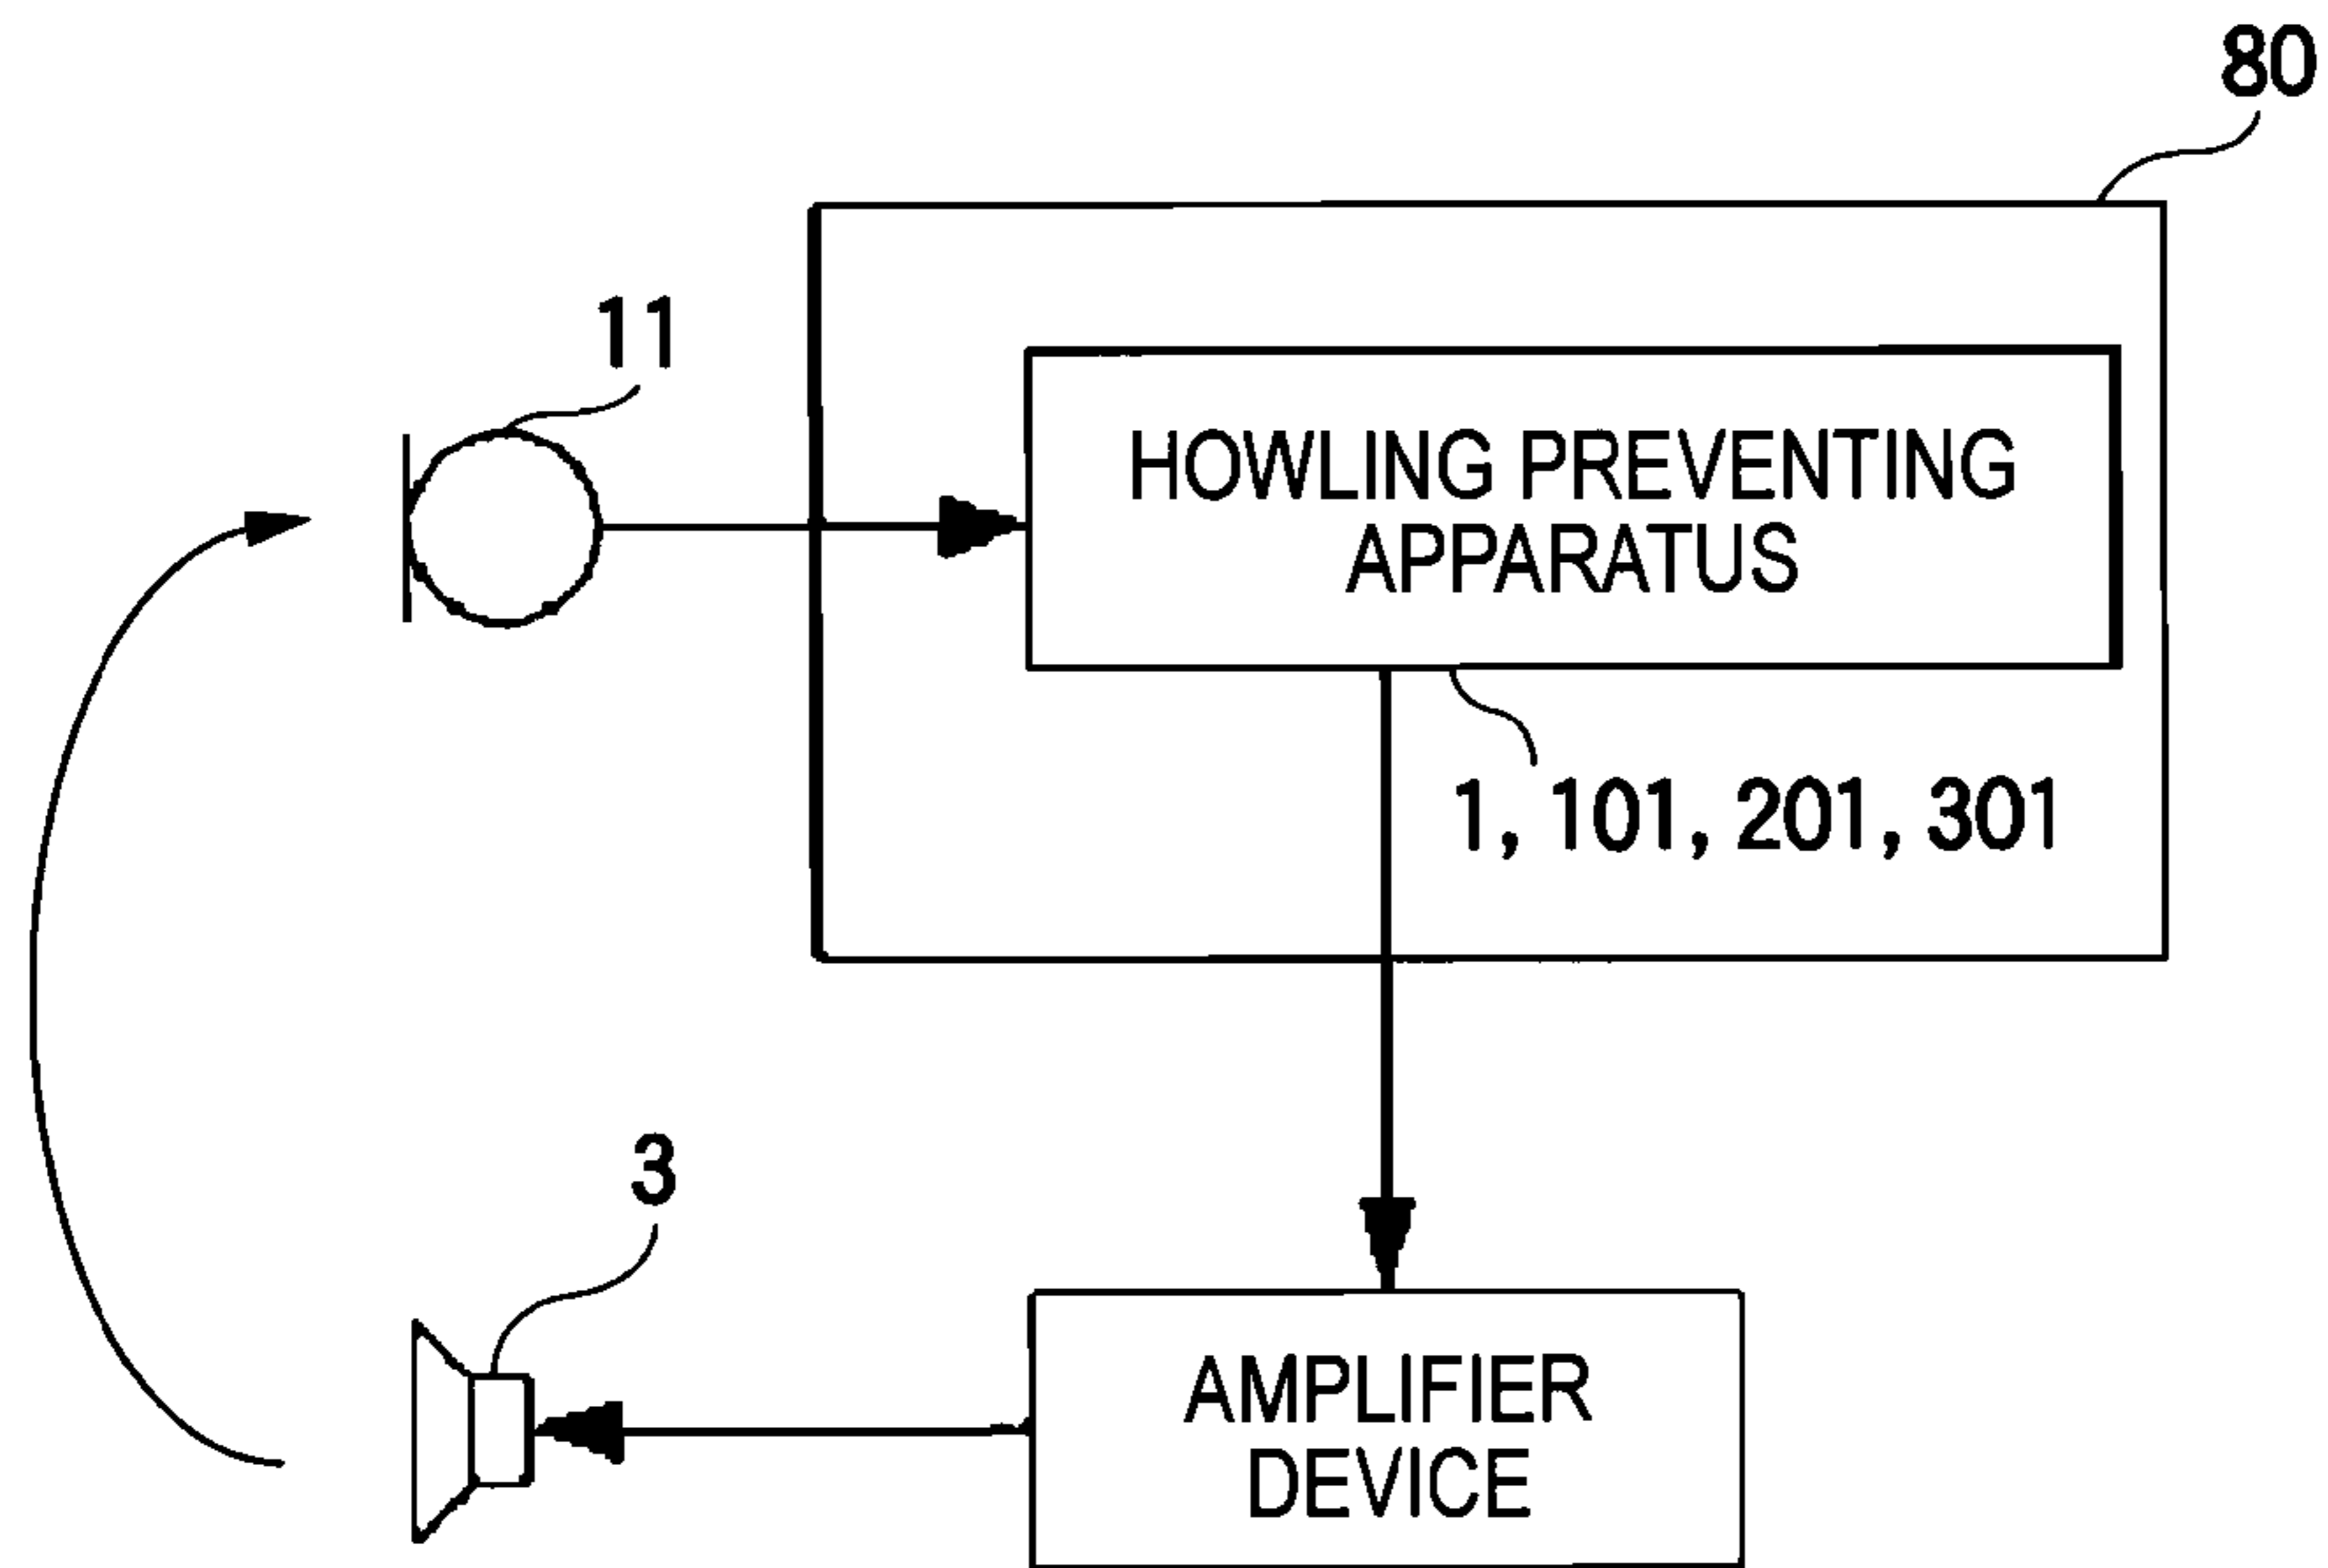 80
11
HOWLING PREVENTING
APPARATUS
1, 101, 201, 301
3
AMPLIFIER
DEVICE